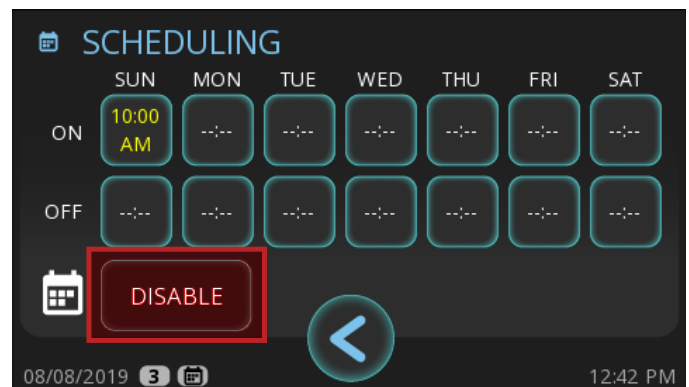 SCHEDULING
SUN MON TUE WED THU FRI SAT
ON 10:00 AM --:-- --:-- --:-- --:-- --:-- --:--
OFF --:-- --:-- --:-- --:-- --:-- --:-- --:--
DISABLE
08/08/2019 3 12:42 PM